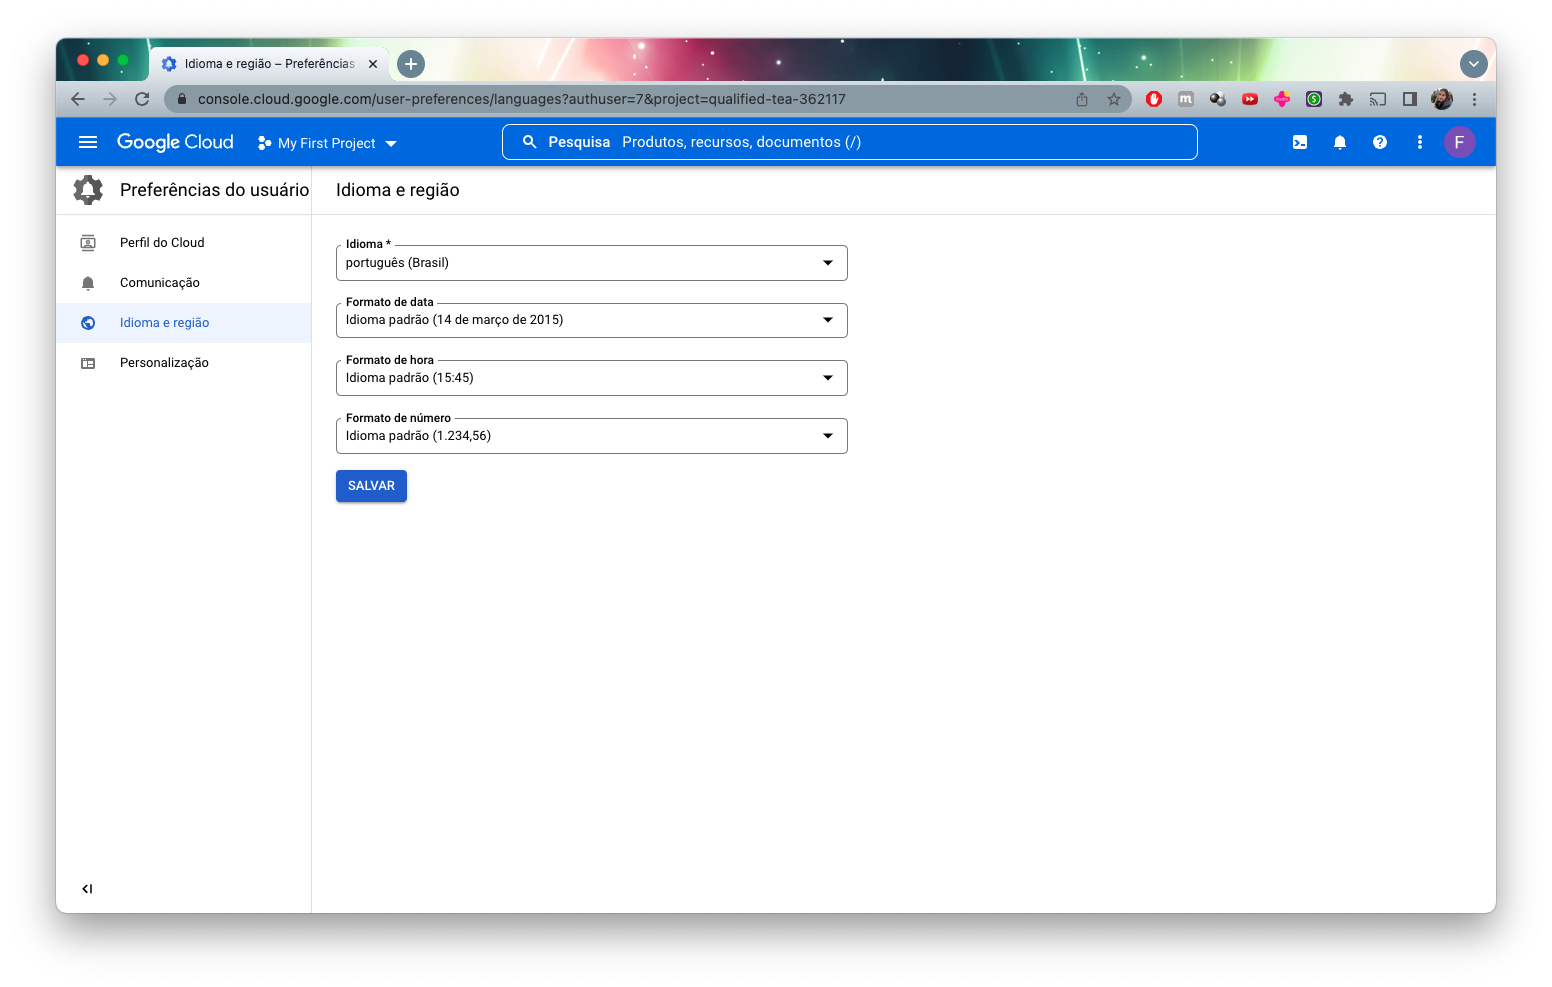 Idioma e região – Preferências
console.cloud.google.com/user-preferences/languages?authuser=7&project=qualified-tea-362117
Google Cloud
My First Project
Pesquisa Produtos, recursos, documentos (/)
F
Preferências do usuário
Idioma e região
Perfil do Cloud
Comunicação
Idioma e região
Personalização
Idioma *
português (Brasil)
Formato de data
Idioma padrão (14 de março de 2015)
Formato de hora
Idioma padrão (15:45)
Formato de número
Idioma padrão (1.234,56)
SALVAR